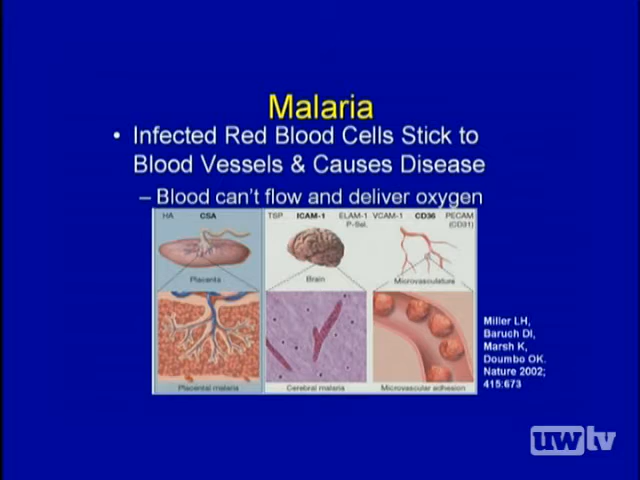 Malaria
• Infected Red Blood Cells Stick to
Blood Vessels & Causes Disease
– Blood can't flow and deliver oxygen
HA CSA TSP ICAM-1 ELAM-1 VCAM-1 CD36 PECAM
P-Sel. (CD31)
Placenta Brain Microvasculature
Placental malaria Cerebral malaria Microvascular adhesion
Miller LH,
Baruch DI,
Marsh K,
Doumbo OK.
Nature 2002;
415:673
uwtv